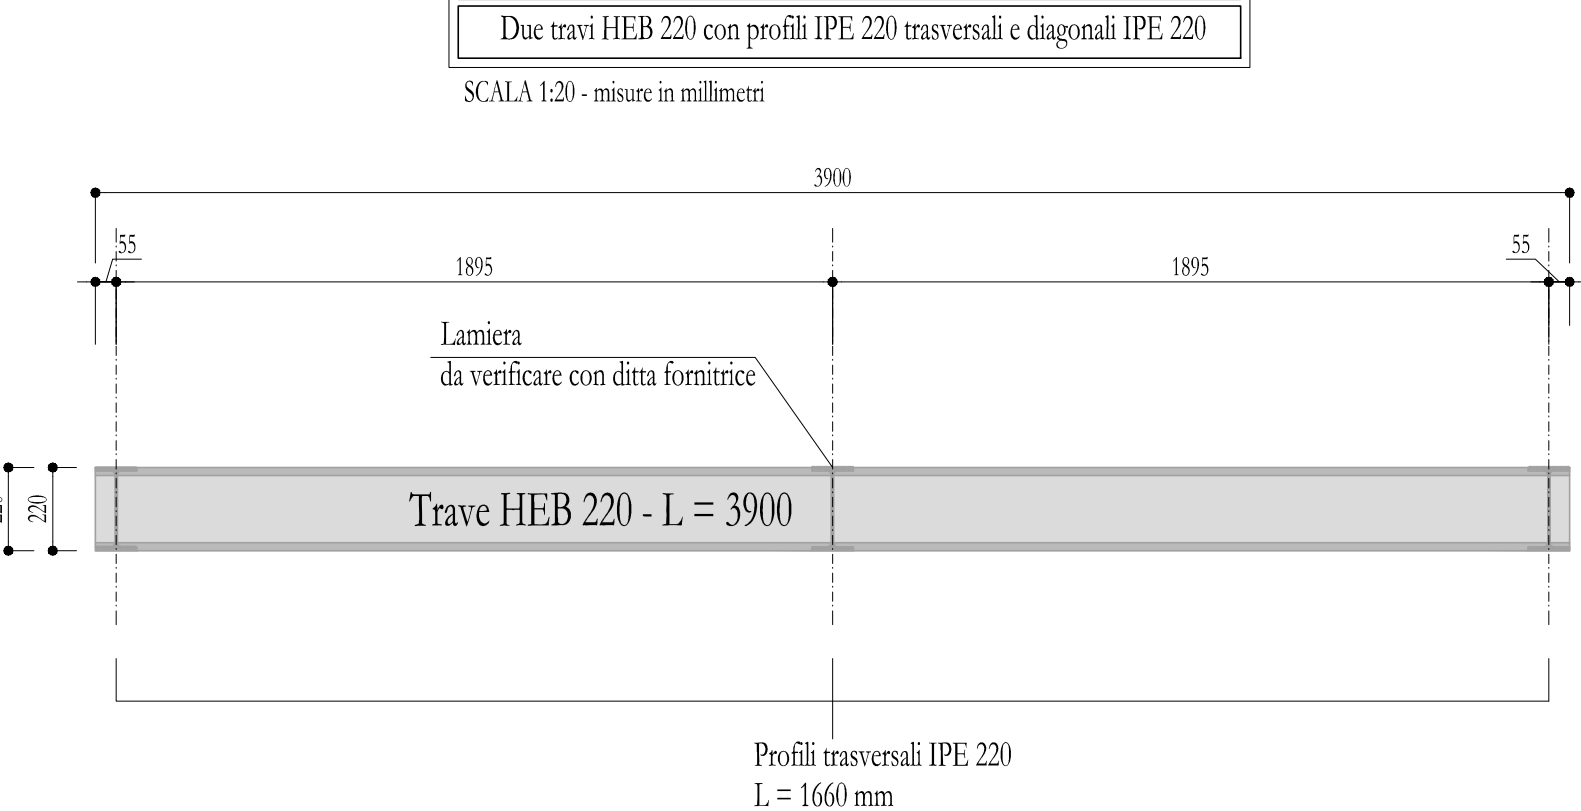 Due travi HEB 220 con profili IPE 220 trasversali e diagonali IPE 220
SCALA 1:20 - misure in millimetri
3900
55
1895
1895
55
Lamiera
da verificare con ditta fornitrice
220
Trave HEB 220 - L = 3900
Profili trasversali IPE 220
L = 1660 mm